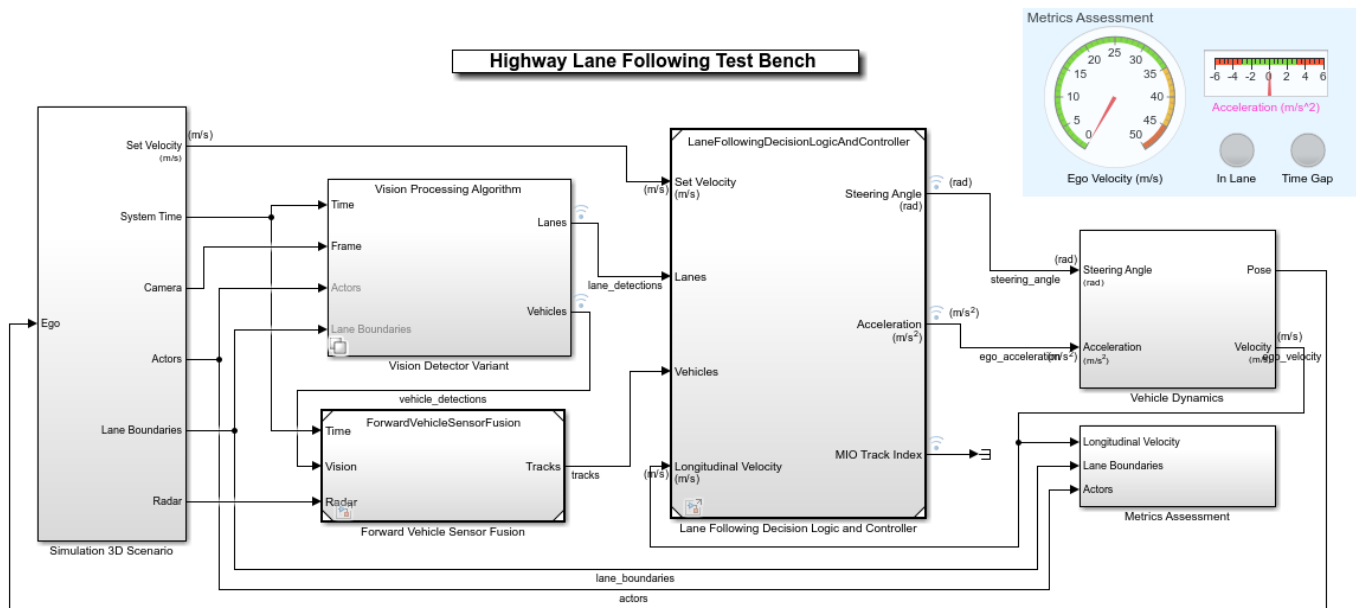 Highway Lane Following Test Bench
Metrics Assessment
0
5
10
15
20
25
30
35
40
45
50
Ego Velocity (m/s)
-6 -4 -2 0 2 4 6
Acceleration (m/s^2)
In Lane
Time Gap
Ego
Set Velocity
(m/s)
(m/s)
System Time
Camera
Actors
Lane Boundaries
Radar
Simulation 3D Scenario
Vision Processing Algorithm
Time
Frame
Actors
Lane Boundaries
Lanes
Vehicles
Vision Detector Variant
vehicle_detections
lane_detections
ForwardVehicleSensorFusion
Time
Vision
Radar
Tracks
tracks
Forward Vehicle Sensor Fusion
LaneFollowingDecisionLogicAndController
(m/s)
Set Velocity
(m/s)
Lanes
Vehicles
(m/s)
Longitudinal Velocity
(m/s)
Steering Angle
(rad)
(rad)
Acceleration
(m/s²)
(m/s²)
MIO Track Index
Lane Following Decision Logic and Controller
steering_angle
ego_acceleration
(rad)
Steering Angle
(rad)
(m/s²)
Acceleration
(m/s²)
Pose
Velocity
(m/s)
(m/s)
ego_velocity
Vehicle Dynamics
Longitudinal Velocity
Lane Boundaries
Actors
Metrics Assessment
lane_boundaries
actors